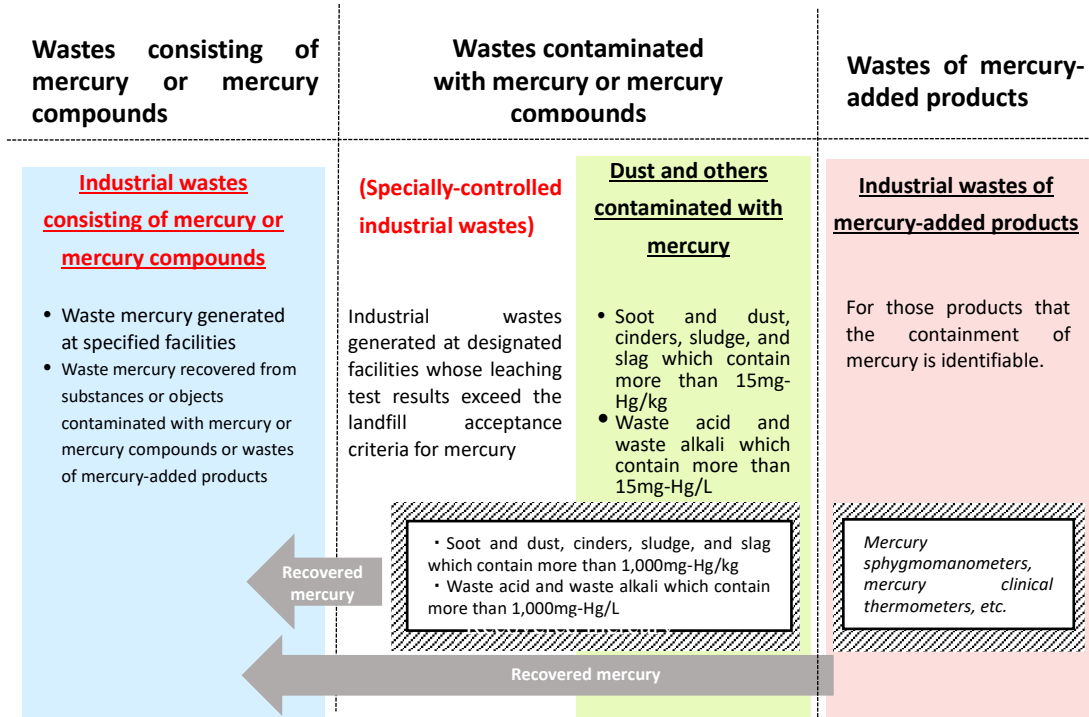 Wastes consisting of
mercury or mercury
compounds
Wastes contaminated
with mercury or mercury
compounds
Wastes of mercury-
added products
Industrial wastes
consisting of mercury or
mercury compounds
• Waste mercury generated
at specified facilities
• Waste mercury recovered from
substances or objects
contaminated with mercury or
mercury compounds or wastes
of mercury-added products
(Specially-controlled
industrial wastes)
Industrial wastes
generated at designated
facilities whose leaching
test results exceed the
landfill acceptance
criteria for mercury
Dust and others
contaminated with
mercury
• Soot and dust,
cinders, sludge, and
slag which contain
more than 15mg-
Hg/kg
• Waste acid and
waste alkali which
contain more than
15mg-Hg/L
Industrial wastes of
mercury-added products
For those products that
the containment of
mercury is identifiable.
・Soot and dust, cinders, sludge, and slag
which contain more than 1,000mg-Hg/kg
・Waste acid and waste alkali which contain
more than 1,000mg-Hg/L
Mercury
sphygmomanometers,
mercury clinical
thermometers, etc.
Recovered
mercury
Recovered mercury